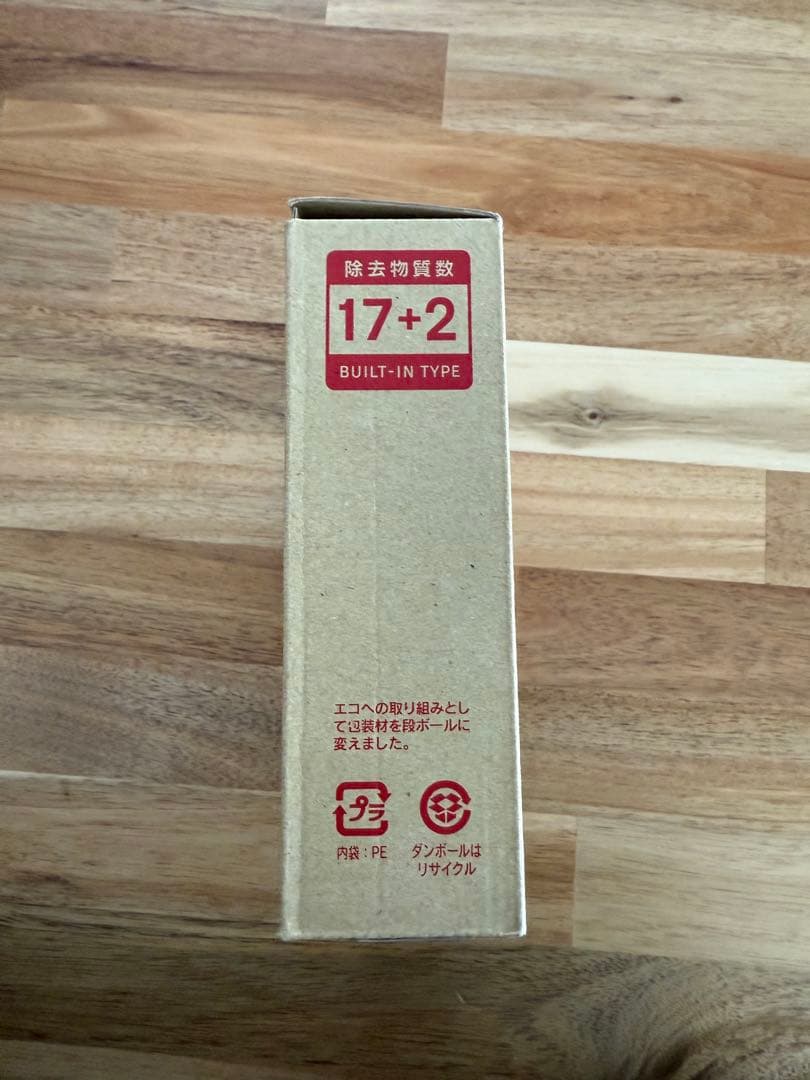 除去物質数
17+2
BUILT-IN TYPE
エコへの取り組みとし
て包装材を段ボールに
変えました。
プラ
内袋：PE
ダンボールは
リサイクル